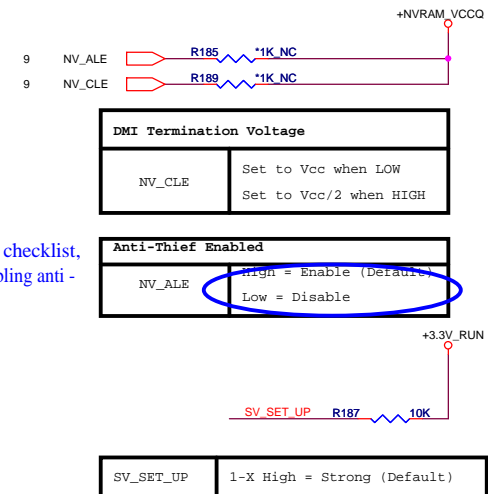 +NVRAM_VCCQ
9 NV_ALE R185 *1K_NC
9 NV_CLE R189 *1K_NC
DMI Termination Voltage
NV_CLE
Set to Vcc when LOW
Set to Vcc/2 when HIGH
checklist,
bling anti -
Anti-Thief Enabled
NV_ALE
High = Enable (Default)
Low = Disable
+3.3V_RUN
SV_SET_UP R187 10K
SV_SET_UP 1-X High = Strong (Default)